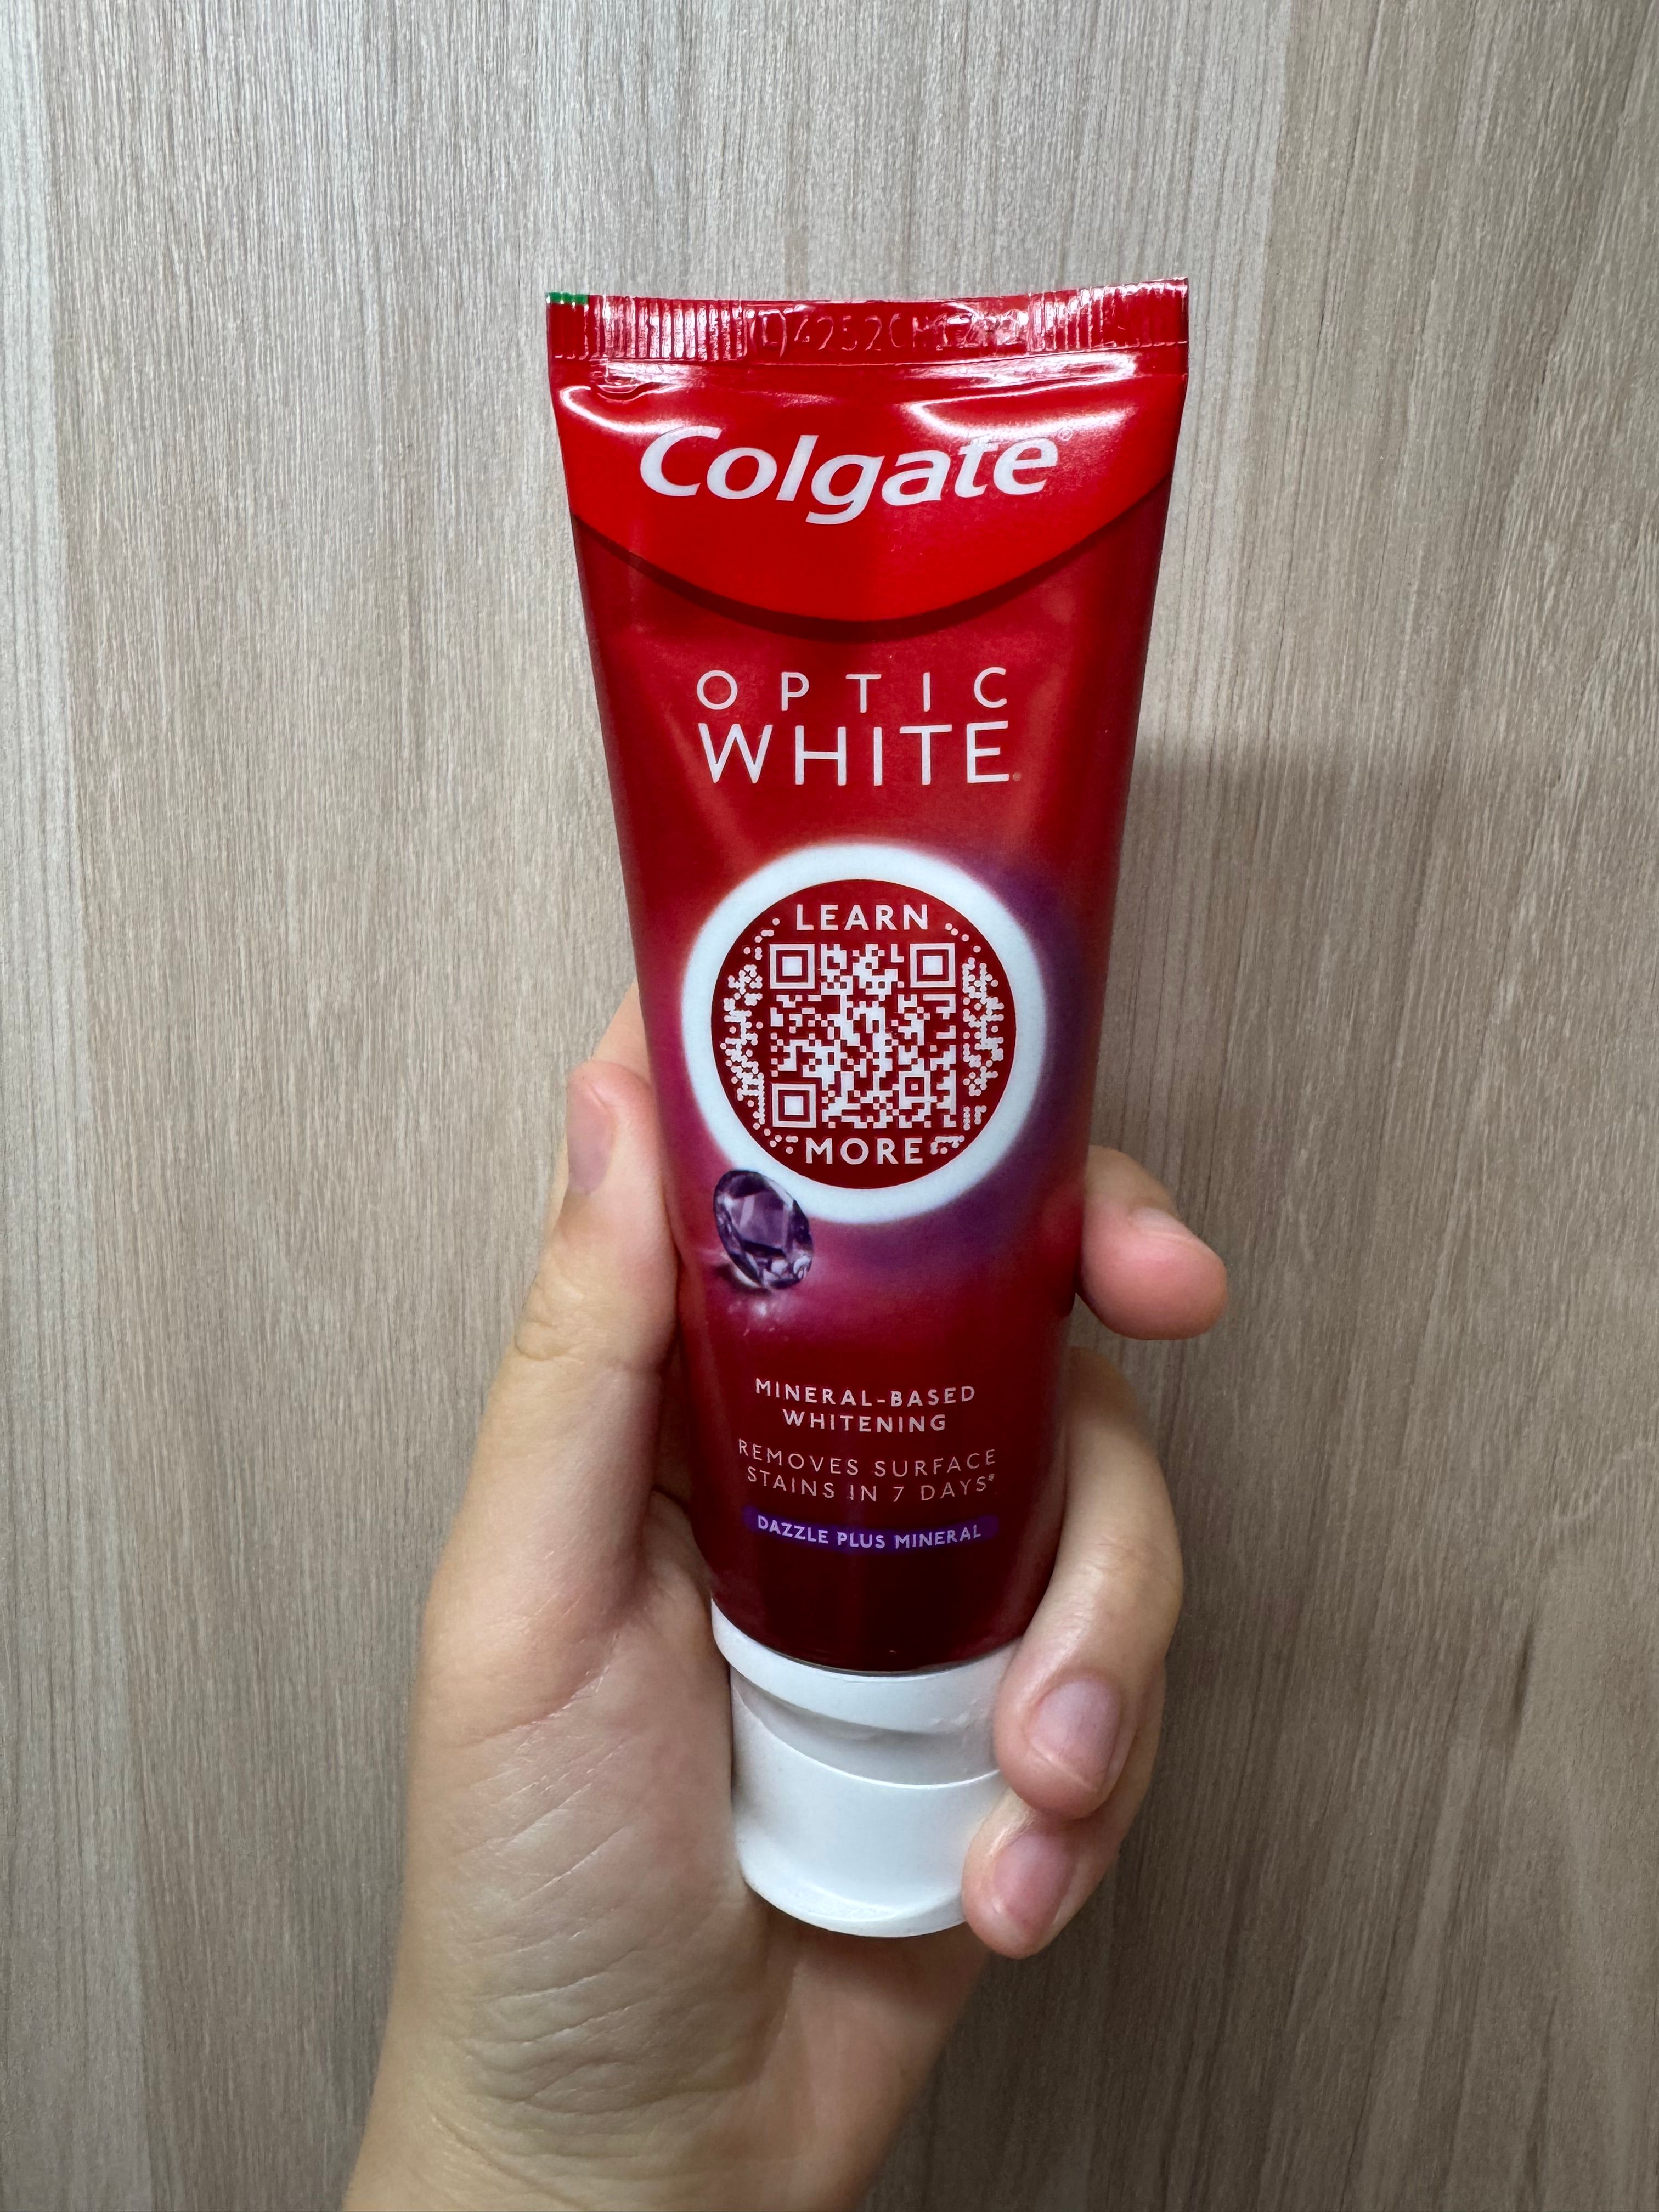 Colgate®
OPTIC
WHITE
LEARN
MORE
MINERAL-BASED
WHITENING
REMOVES SURFACE
STAINS IN 7 DAYS*
DAZZLE PLUS MINERAL